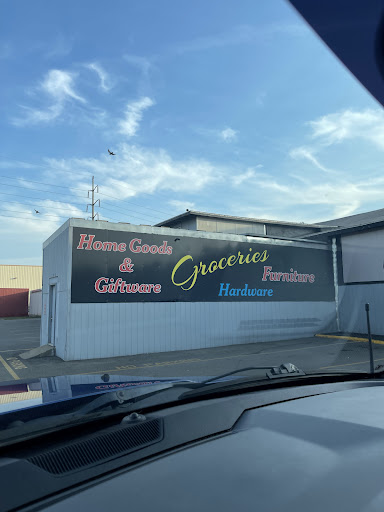 Home Goods
&
Giftware
Groceries
Furniture
Hardware